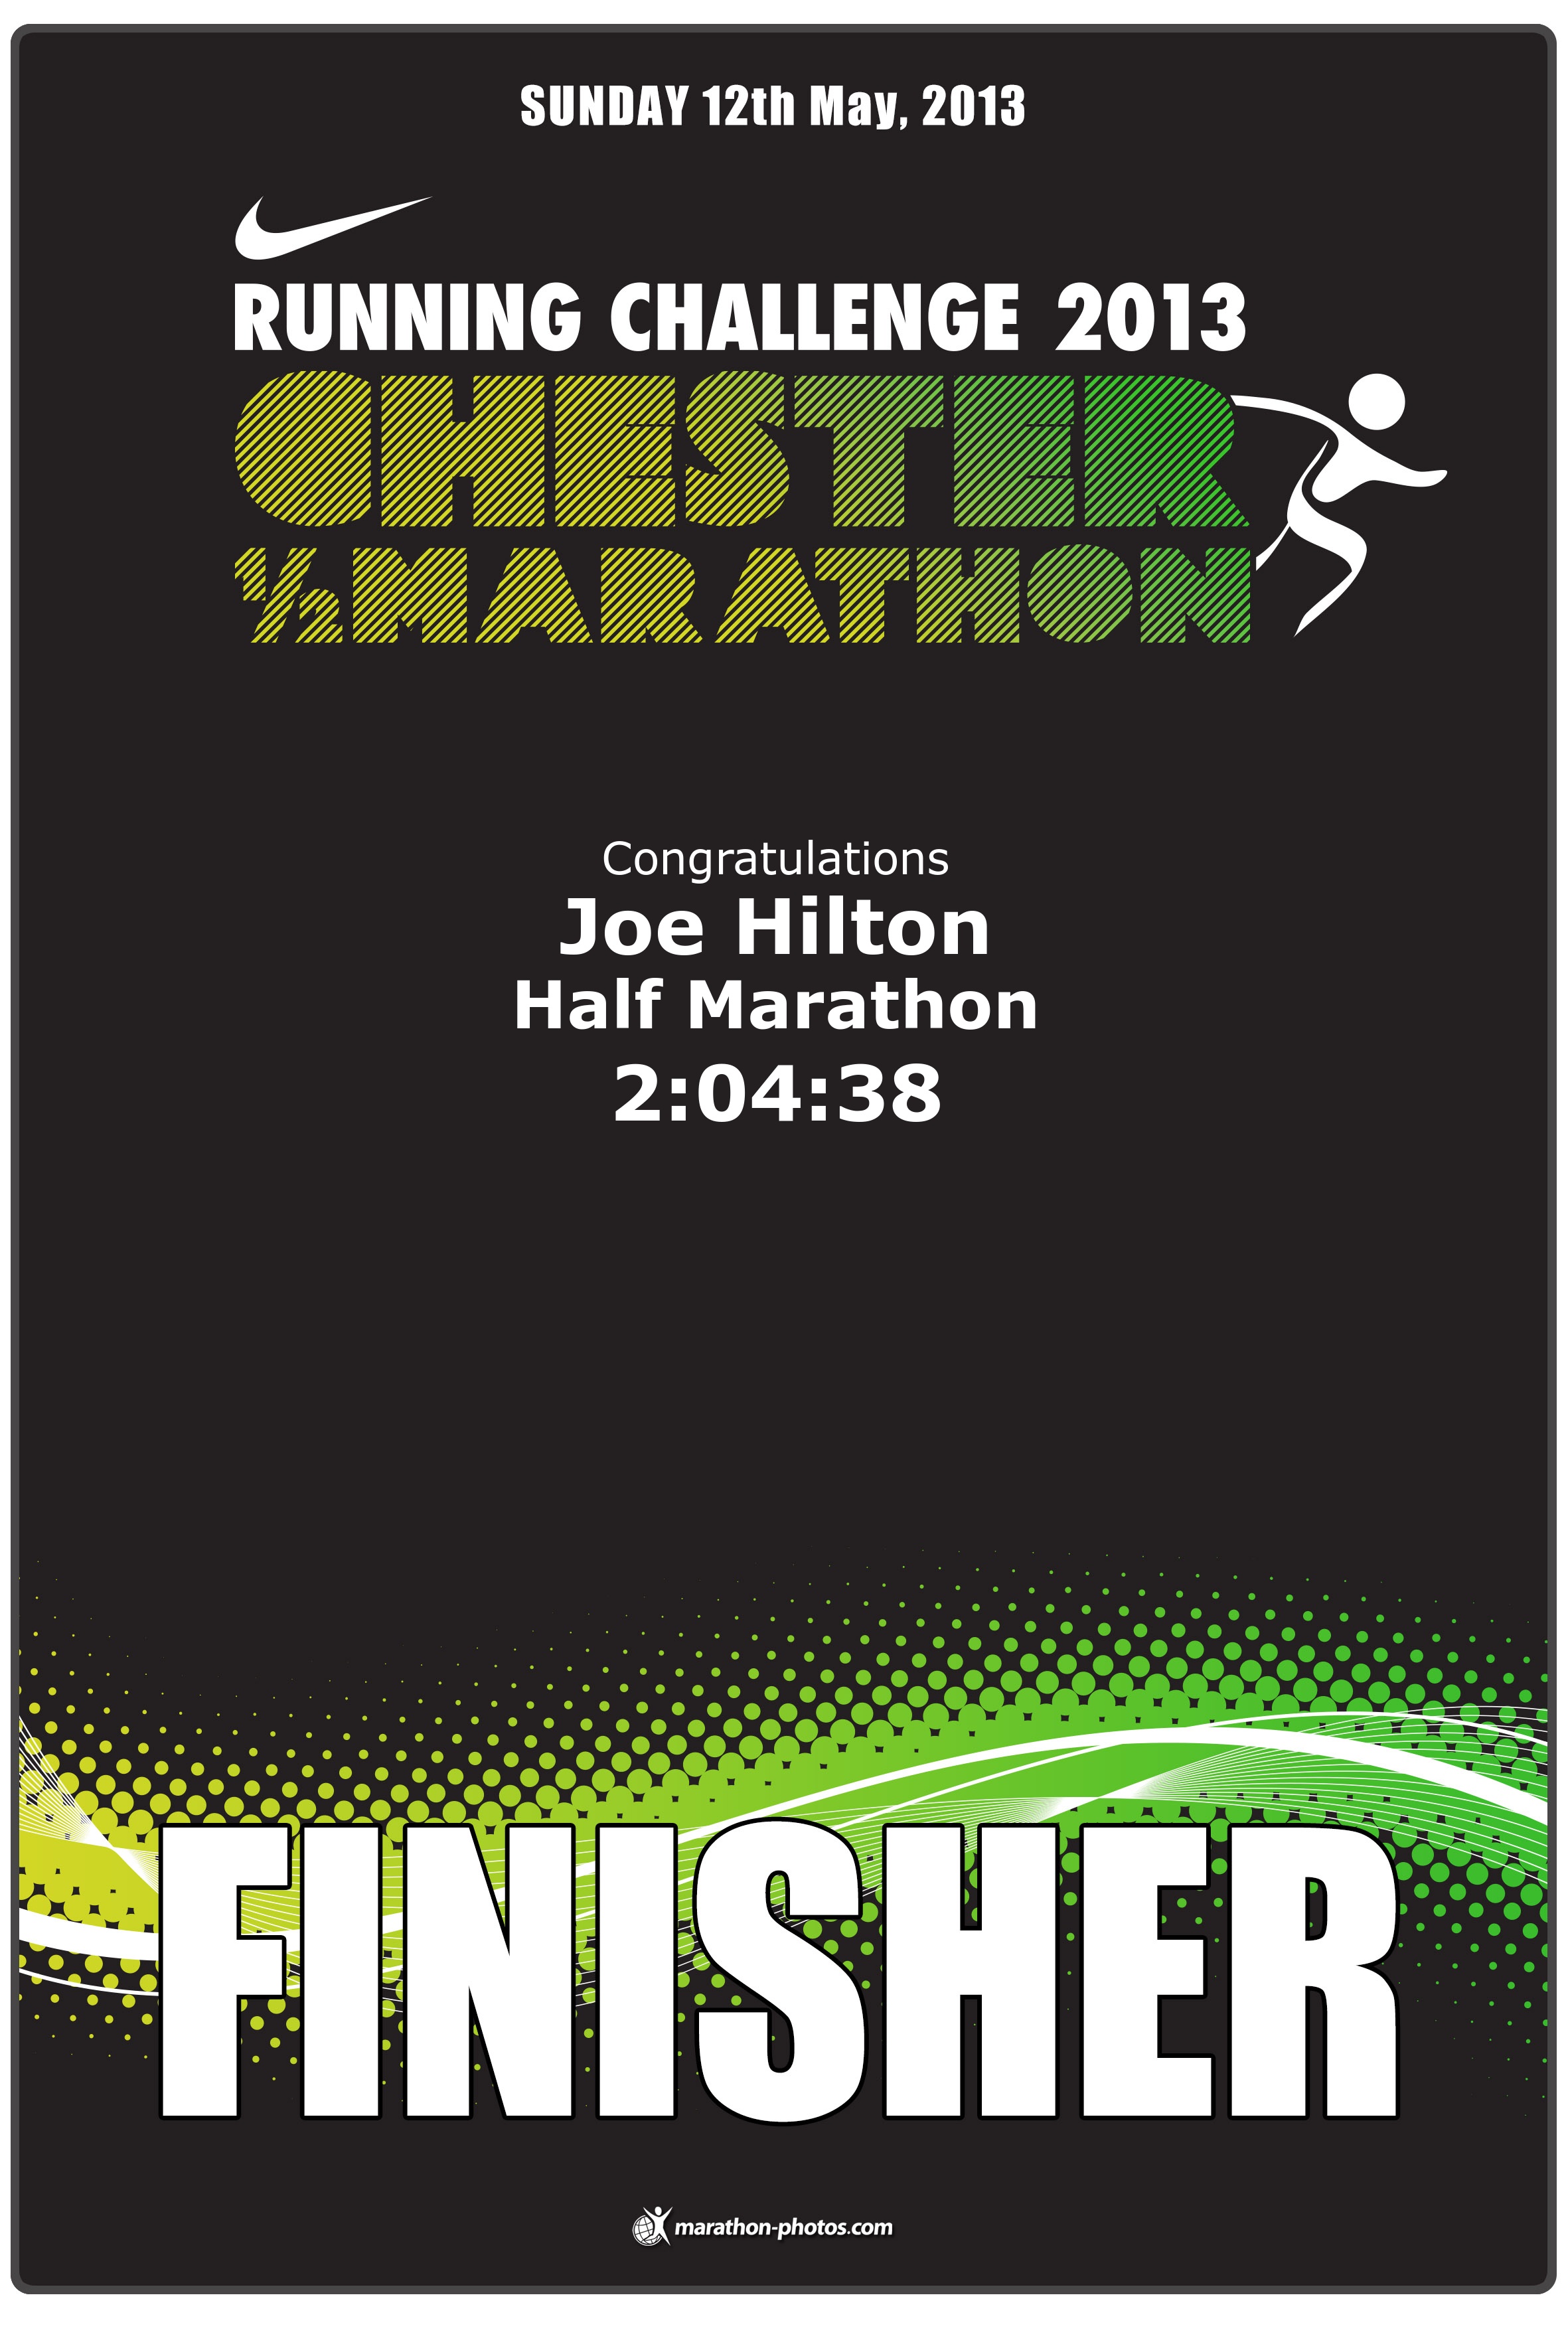 SUNDAY 12th May, 2013
RUNNING CHALLENGE 2013
CHESTER
½MARATHON
Congratulations
Joe Hilton
Half Marathon
2:04:38
FINISHER
marathon-photos.com